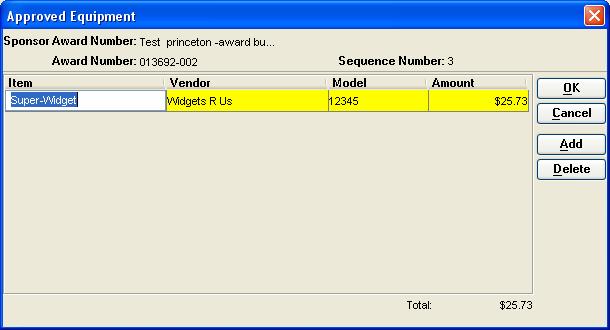 Approved Equipment
Sponsor Award Number: Test princeton -award bu...
Award Number: 013692-002 Sequence Number: 3
Item Vendor Model Amount
Super-Widget Widgets R Us 12345 $25.73
OK
Cancel
Add
Delete
Total: $25.73